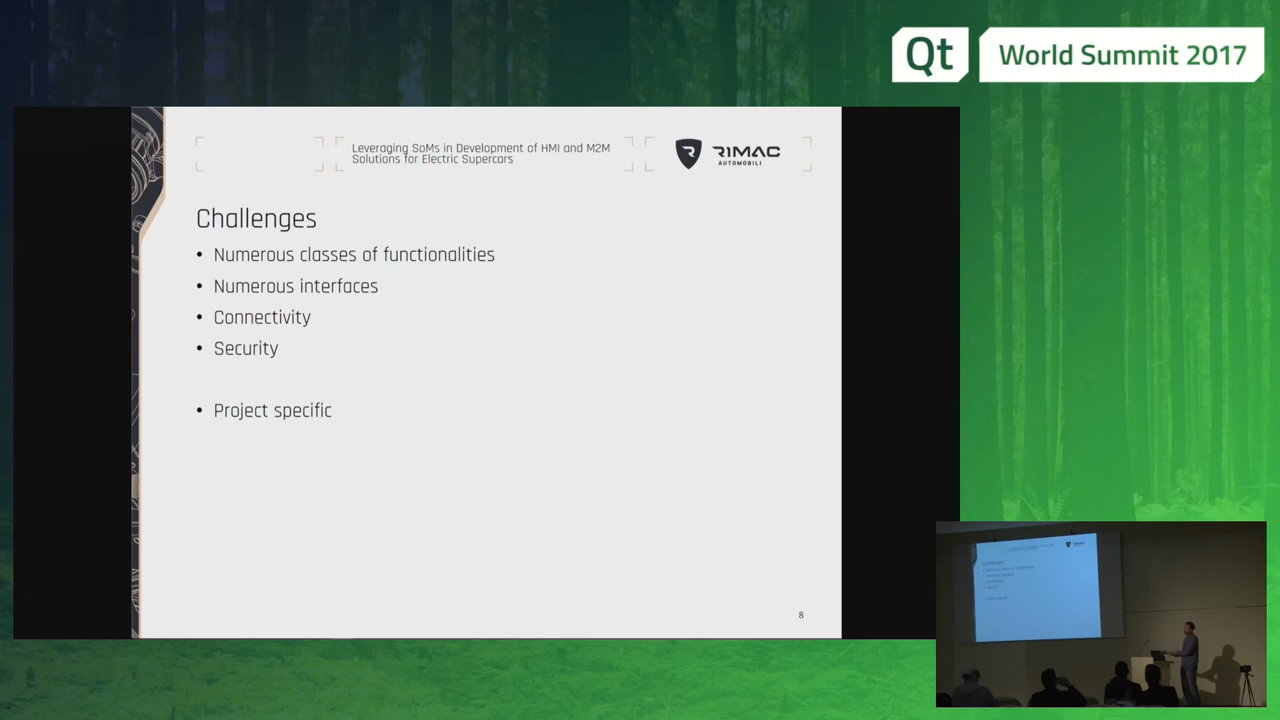 Qt
World Summit 2017
Leveraging SoMs in Development of HMI and M2M
Solutions for Electric Supercars
RIMAC
AUTOMOBILI
Challenges
• Numerous classes of functionalities
• Numerous interfaces
• Connectivity
• Security
• Project specific
8